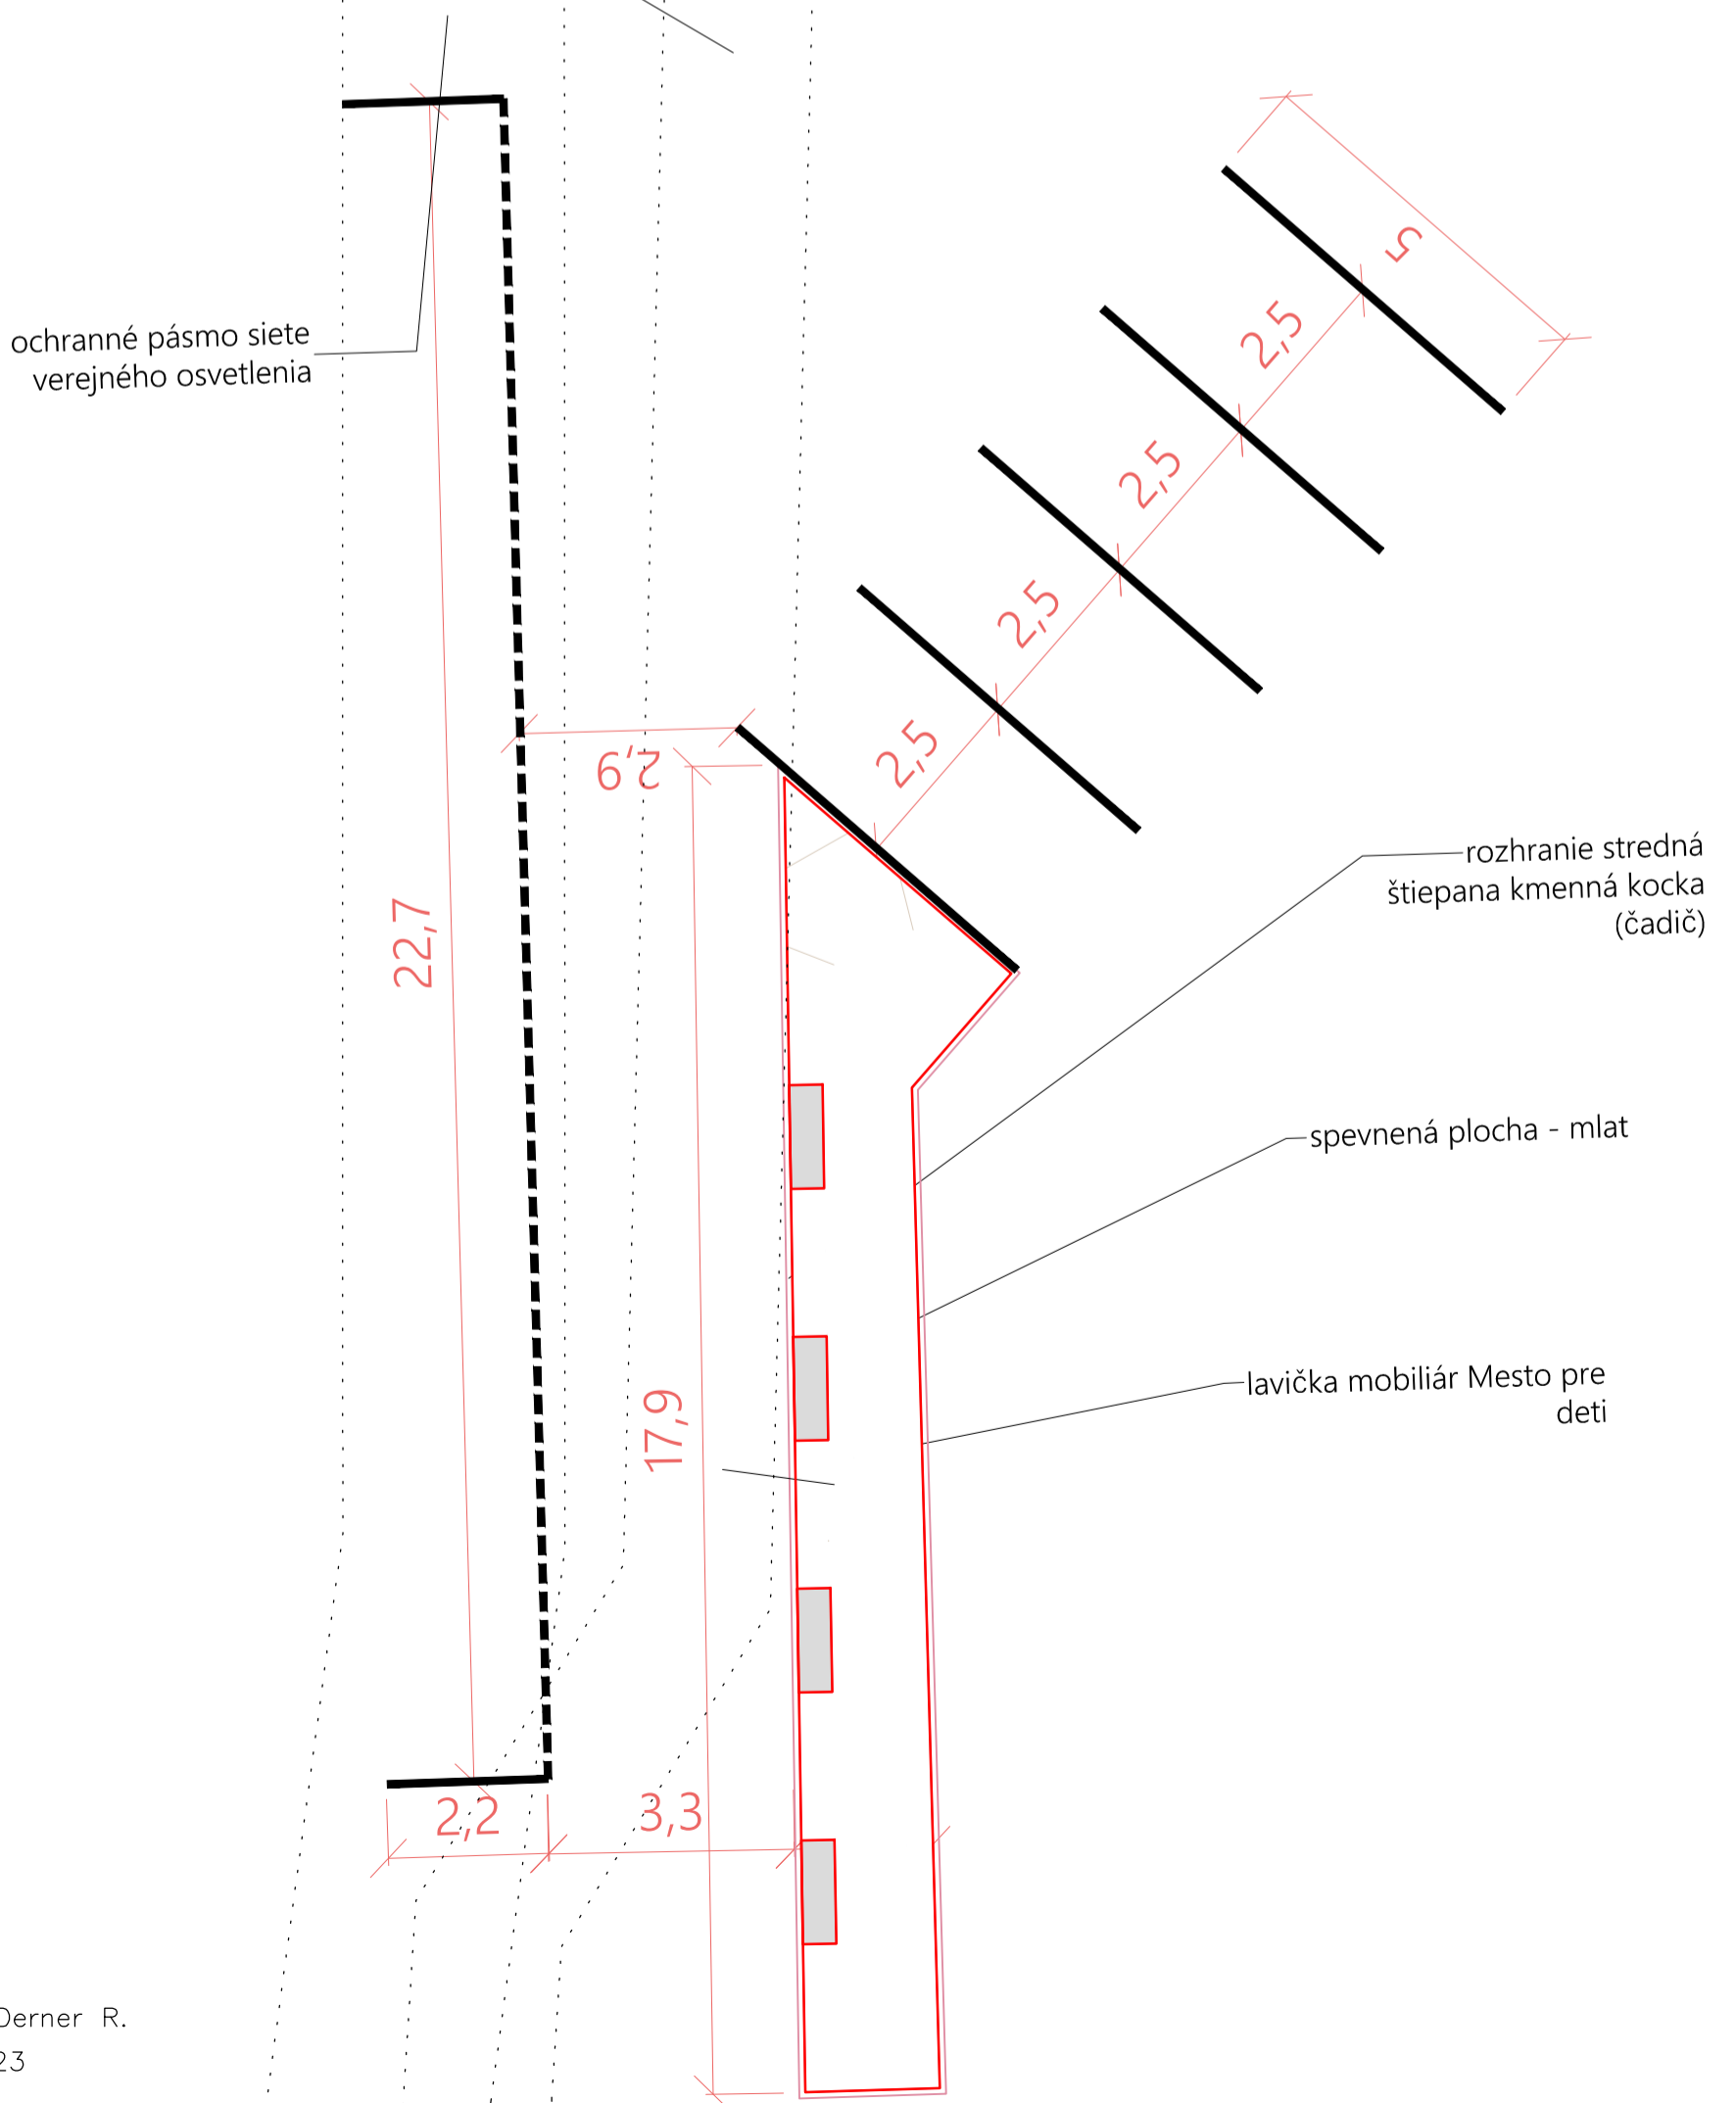 5
2,5
ochranné pásmo siete
verejného osvetlenia
2,5
2,5
2,5
2,9
rozhranie stredná
štiepana kmenná kocka
(čadič)
22,7
spevnená plocha - mlat
lavička mobiliár Mesto pre
deti
17,9
2,2
3,3
Derner R.
23